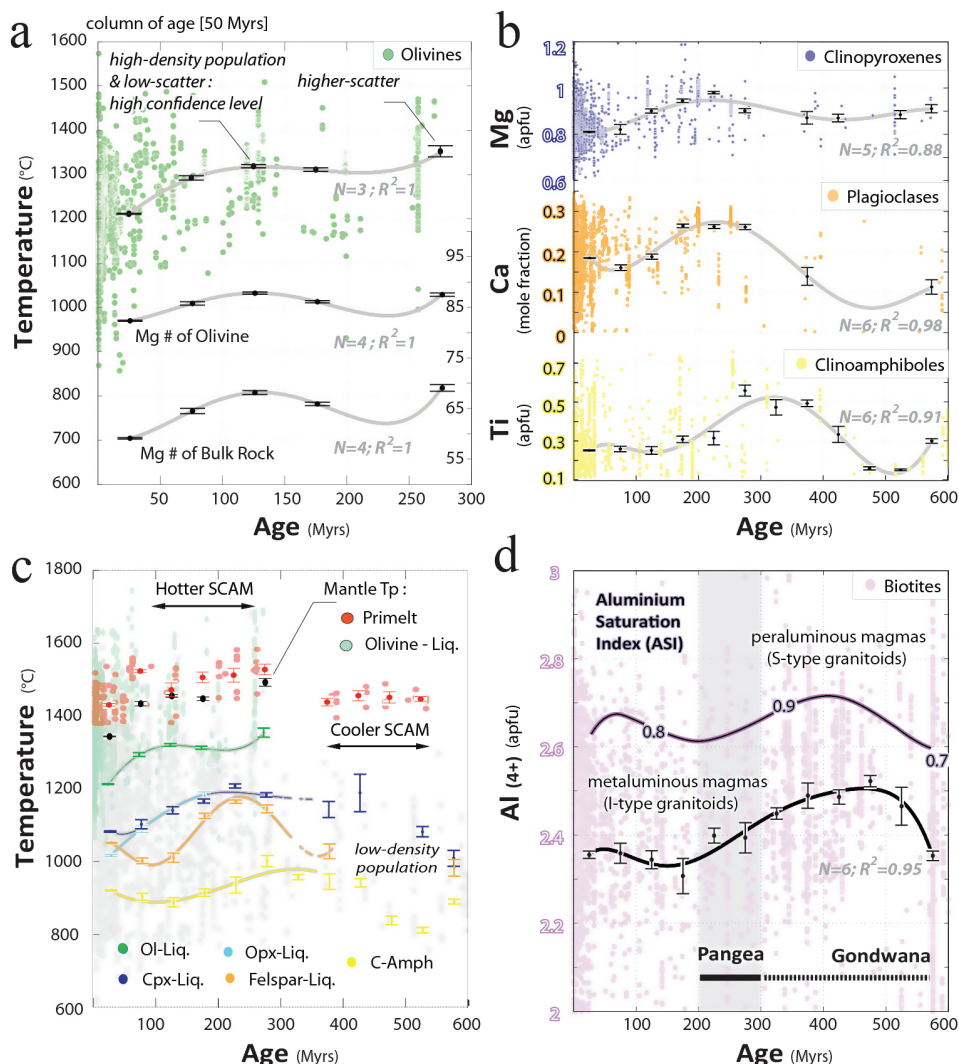 a
column of age [50 Myrs]
Olivines
high-density population
& low-scatter :
high confidence level
higher-scatter
Temperature (°C)
1600
1500
1400
1300
1200
1100
1000
900
800
700
600
95
85
75
65
55
N=3 ; R²=1
Mg # of Olivine
N=4 ; R²=1
Mg # of Bulk Rock
N=4 ; R²=1
50
100
150
200
250
300
Age (Myrs)
b
Clinopyroxenes
Mg
(apfu)
1.2
1
0.8
0.6
N=5 ; R²=0.88
Plagioclases
Ca
(mole fraction)
0.3
0.2
0.1
0
N=6 ; R²=0.98
Clinoamphiboles
Ti
(apfu)
0.7
0.5
0.3
0.1
N=6 ; R²=0.91
100
200
300
400
500
600
Age (Myrs)
c
Hotter SCAM
Mantle Tp :
Primelt
Olivine - Liq.
Cooler SCAM
low-density
population
Temperature (°C)
1800
1600
1400
1200
1000
800
600
Ol-Liq.
Opx-Liq.
C-Amph
Cpx-Liq.
Felspar-Liq.
100
200
300
400
500
600
Age (Myrs)
d
Biotites
Aluminium
Saturation
Index (ASI)
peraluminous magmas
(S-type granitoids)
0.8
0.9
0.7
metaluminous magmas
(I-type granitoids)
N=6; R²=0.95
Pangea
Gondwana
Al (4+) (apfu)
3
2.8
2.6
2.4
2.2
2
100
200
300
400
500
600
Age (Myrs)